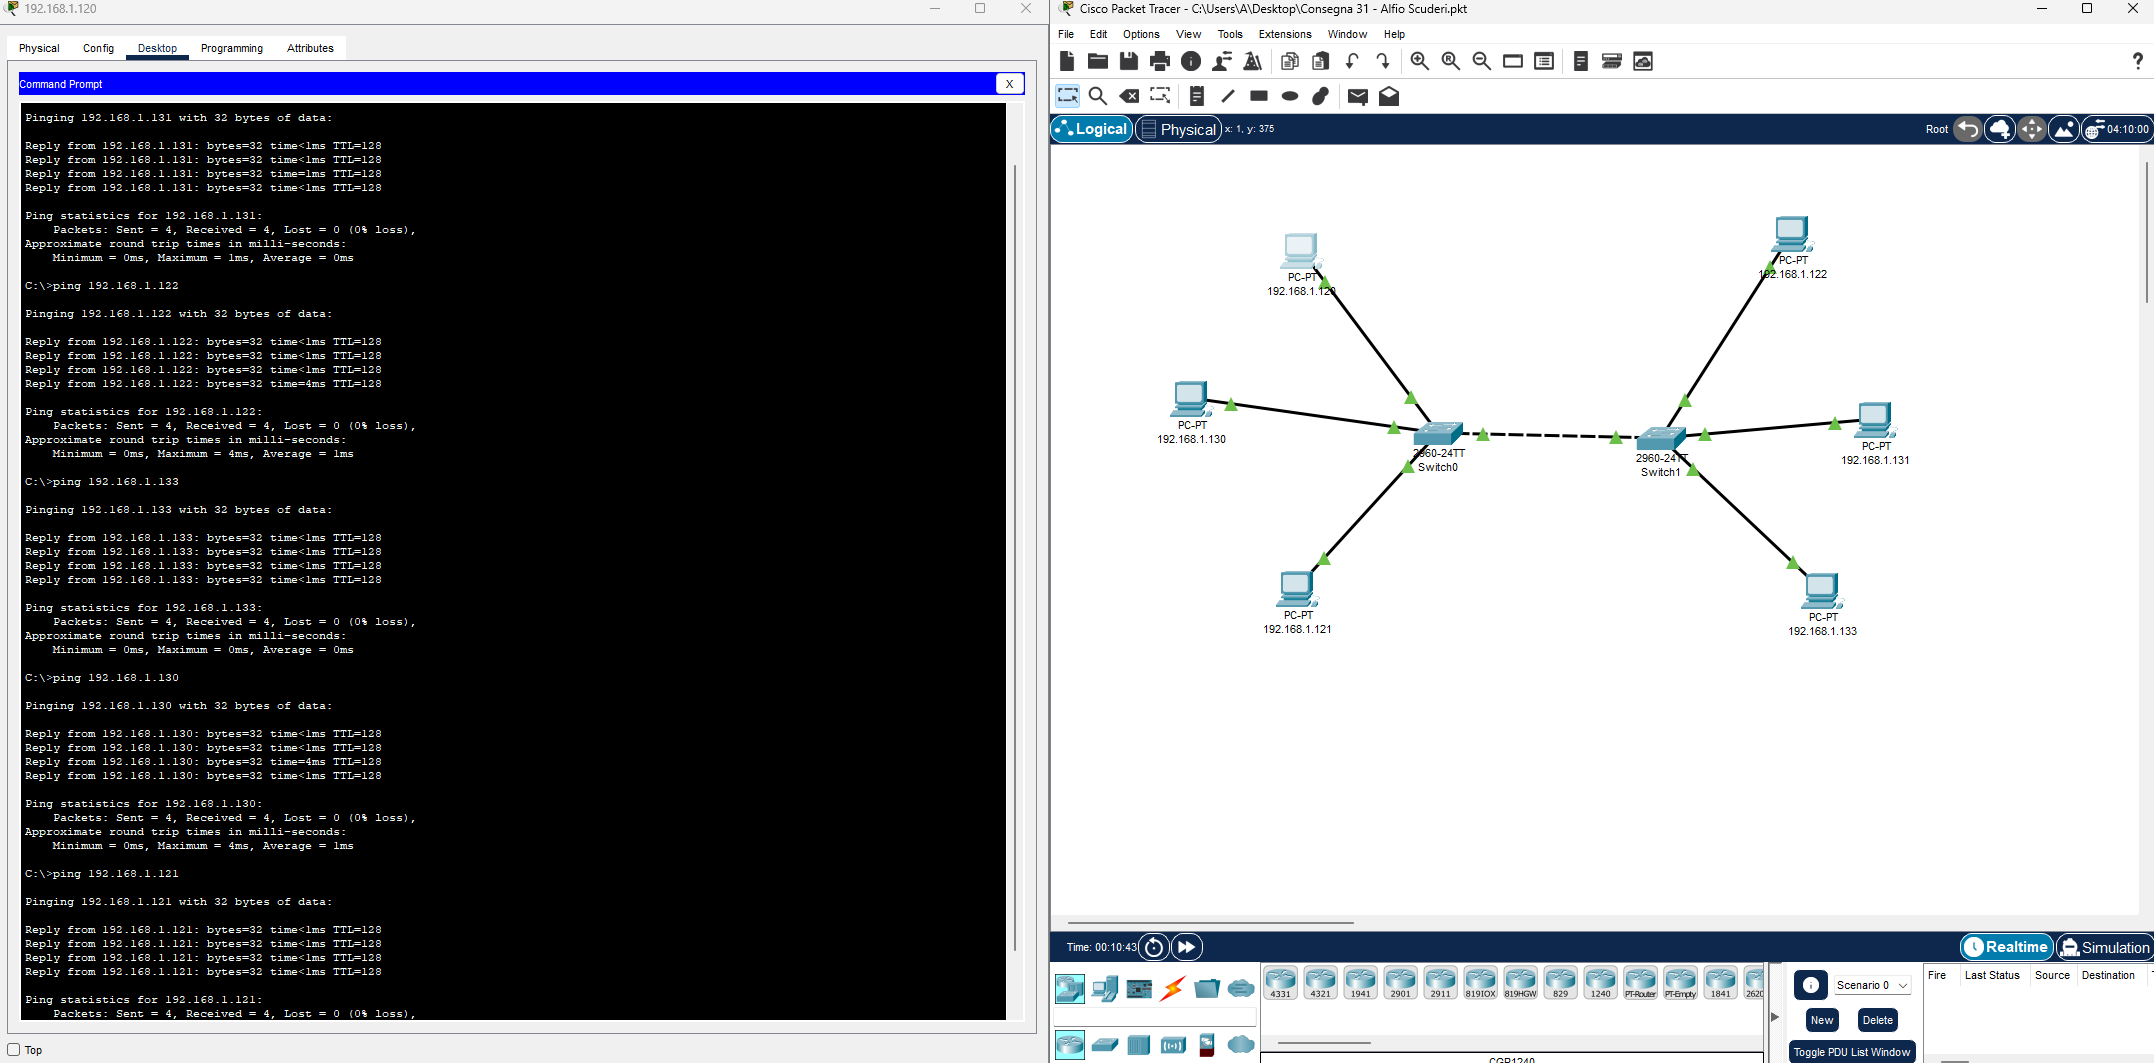 192.168.1.120
Physical Config Desktop Programming Attributes
Command Prompt
X
Pinging 192.168.1.131 with 32 bytes of data:
Reply from 192.168.1.131: bytes=32 time<1ms TTL=128
Reply from 192.168.1.131: bytes=32 time<1ms TTL=128
Reply from 192.168.1.131: bytes=32 time=1ms TTL=128
Reply from 192.168.1.131: bytes=32 time<1ms TTL=128
Ping statistics for 192.168.1.131:
Packets: Sent = 4, Received = 4, Lost = 0 (0% loss),
Approximate round trip times in milli-seconds:
Minimum = 0ms, Maximum = 1ms, Average = 0ms
C:\>ping 192.168.1.122
Pinging 192.168.1.122 with 32 bytes of data:
Reply from 192.168.1.122: bytes=32 time<1ms TTL=128
Reply from 192.168.1.122: bytes=32 time<1ms TTL=128
Reply from 192.168.1.122: bytes=32 time<1ms TTL=128
Reply from 192.168.1.122: bytes=32 time=4ms TTL=128
Ping statistics for 192.168.1.122:
Packets: Sent = 4, Received = 4, Lost = 0 (0% loss),
Approximate round trip times in milli-seconds:
Minimum = 0ms, Maximum = 4ms, Average = 1ms
C:\>ping 192.168.1.133
Pinging 192.168.1.133 with 32 bytes of data:
Reply from 192.168.1.133: bytes=32 time<1ms TTL=128
Reply from 192.168.1.133: bytes=32 time<1ms TTL=128
Reply from 192.168.1.133: bytes=32 time<1ms TTL=128
Reply from 192.168.1.133: bytes=32 time<1ms TTL=128
Ping statistics for 192.168.1.133:
Packets: Sent = 4, Received = 4, Lost = 0 (0% loss),
Approximate round trip times in milli-seconds:
Minimum = 0ms, Maximum = 0ms, Average = 0ms
C:\>ping 192.168.1.130
Pinging 192.168.1.130 with 32 bytes of data:
Reply from 192.168.1.130: bytes=32 time<1ms TTL=128
Reply from 192.168.1.130: bytes=32 time<1ms TTL=128
Reply from 192.168.1.130: bytes=32 time=4ms TTL=128
Reply from 192.168.1.130: bytes=32 time<1ms TTL=128
Ping statistics for 192.168.1.130:
Packets: Sent = 4, Received = 4, Lost = 0 (0% loss),
Approximate round trip times in milli-seconds:
Minimum = 0ms, Maximum = 4ms, Average = 1ms
C:\>ping 192.168.1.121
Pinging 192.168.1.121 with 32 bytes of data:
Reply from 192.168.1.121: bytes=32 time<1ms TTL=128
Reply from 192.168.1.121: bytes=32 time<1ms TTL=128
Reply from 192.168.1.121: bytes=32 time<1ms TTL=128
Reply from 192.168.1.121: bytes=32 time<1ms TTL=128
Ping statistics for 192.168.1.121:
Packets: Sent = 4, Received = 4, Lost = 0 (0% loss),
Top
Cisco Packet Tracer - C:\Users\A\Desktop\Consegna 31 - Alfio Scuderi.pkt
File Edit Options View Tools Extensions Window Help
Logical Physical x: 1, y: 375
Root 04:10:00
PC-PT
192.168.1.120
PC-PT
192.168.1.122
PC-PT
192.168.1.130
2960-24TT
Switch0
2960-24TT
Switch1
PC-PT
192.168.1.131
PC-PT
192.168.1.121
PC-PT
192.168.1.133
Time: 00:10:43
Realtime Simulation
4331 4321 1941 2901 2911 819IOX 819HGW 829 1240 PT-Router PT-Empty 1841 2620
CGR1240
Scenario 0
New Delete
Toggle PDU List Window
Fire Last Status Source Destination